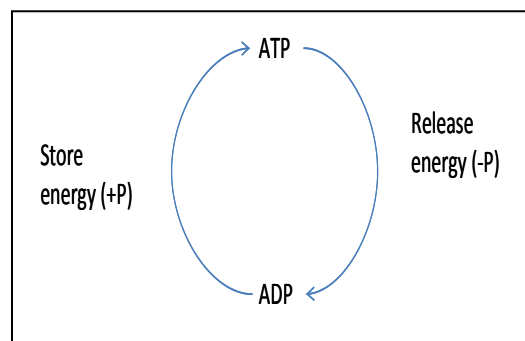 ATP
Release
energy (-P)
Store
energy (+P)
ADP